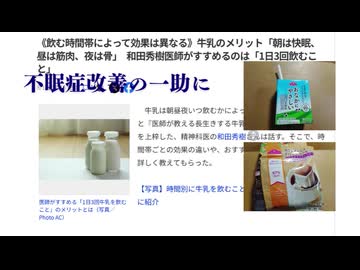 《飲む時間帯によって効果は異なる》牛乳のメリット「朝は快眠、
昼は筋肉、夜は骨」 和田秀樹医師がすすめるのは「1日3回飲むこ
と」
不眠症改善の一助に
牛乳は朝昼夜いつ飲むかによっ
と『医師が教える長生きする牛乳
を上梓した、精神科医の和田秀樹さんは話す。そこで、時
間帯ごとの効果の違いや、おす
詳しく教えてもらった。
【写真】時間別に牛乳を飲むこと
に紹介
医師がすすめる「1日3回牛乳を飲む
こと」のメリットとは（写真／
Photo AC）
おなかに
やさしい